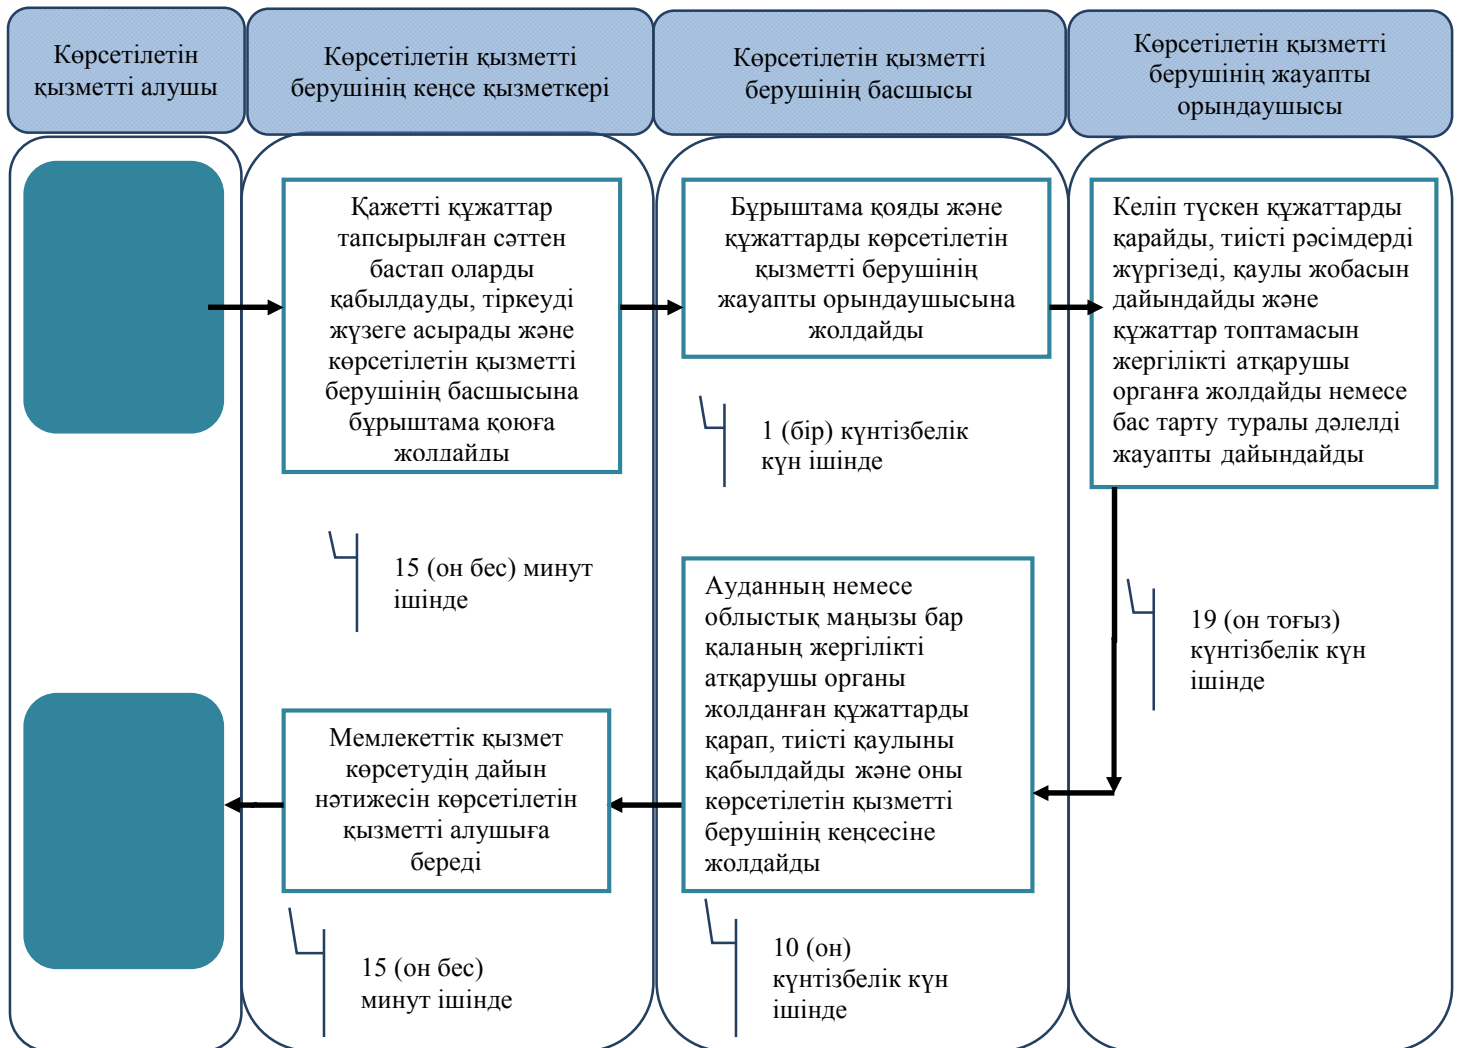 Көрсетілетін
қызметті алушы
Көрсетілетін қызметті
берушінің кеңсе қызметкері
Көрсетілетін қызметті
берушінің басшысы
Көрсетілетін қызметті
берушінің жауапты
орындаушысы
Қажетті құжаттар
тапсырылған сәттен
бастап оларды
қабылдауды, тіркеуді
жүзеге асырады және
көрсетілетін қызметті
берушінің басшысына
бұрыштама қоюға
жолдайды
15 (он бес) минут
ішінде
Бұрыштама қояды және
құжаттарды көрсетілетін
қызметті берушінің
жауапты орындаушысына
жолдайды
1 (бір) күнтізбелік
күн ішінде
Келіп түскен құжаттарды
қарайды, тиісті рәсімдерді
жүргізеді, қаулы жобасын
дайындайды және
құжаттар топтамасын
жергілікті атқарушы
органға жолдайды немесе
бас тарту туралы дәлелді
жауапты дайындайды
19 (он тоғыз)
күнтізбелік күн
ішінде
Ауданның немесе
облыстық маңызы бар
қаланың жергілікті
атқарушы органы
жолданған құжаттарды
қарап, тиісті қаулыны
қабылдайды және оны
көрсетілетін қызметті
берушінің кеңсесіне
жолдайды
10 (он)
күнтізбелік күн
ішінде
Мемлекеттік қызмет
көрсетудің дайын
нәтижесін көрсетілетін
қызметті алушыға
береді
15 (он бес)
минут ішінде